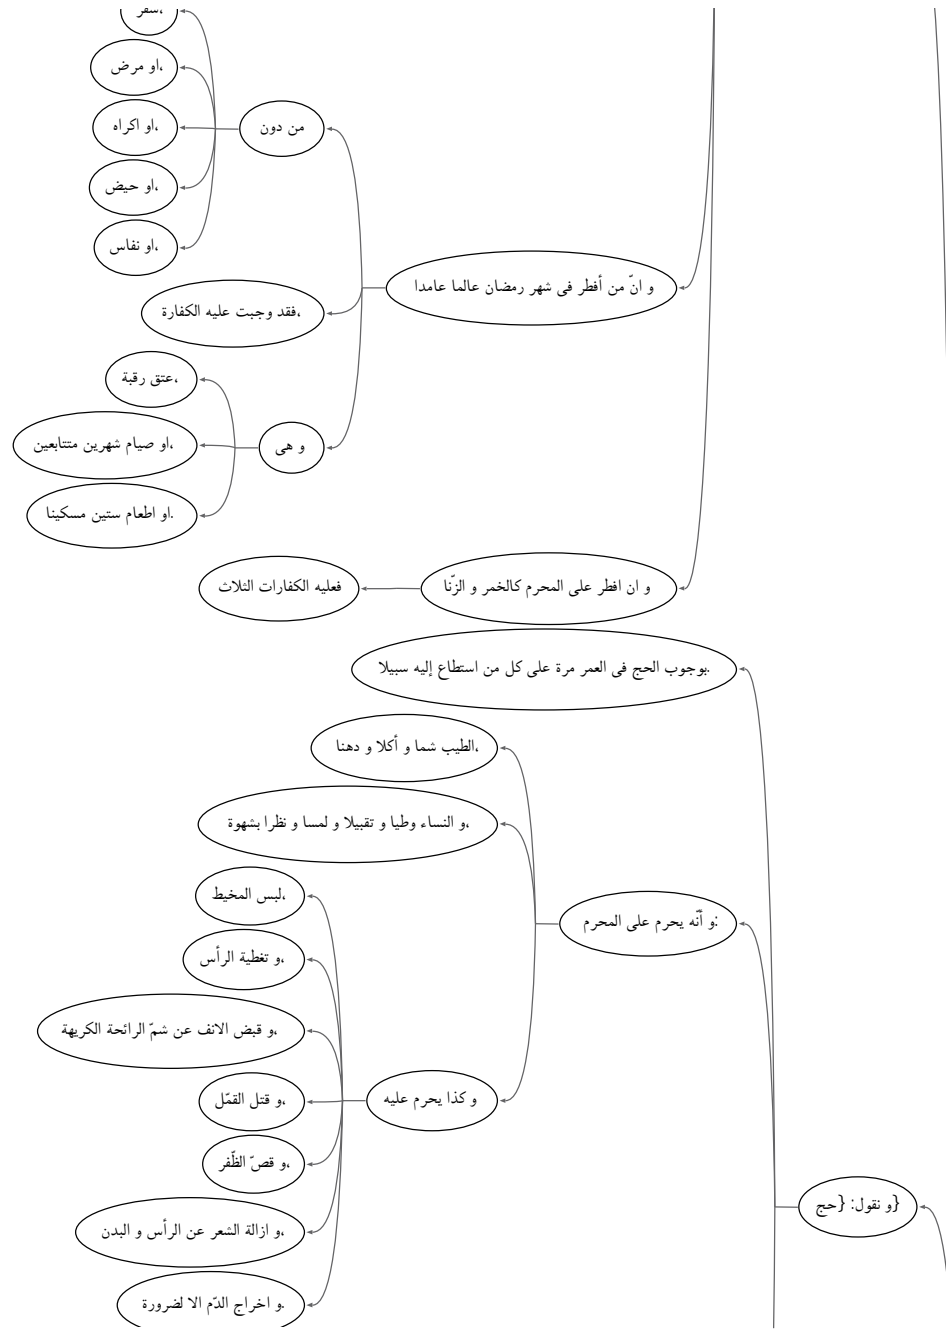 و انّ من أفطر فى شهر رمضان عالما عامدا
من دون
سفر،
او مرض،
او اكراه،
او حيض،
او نفاس،
فقد وجبت عليه الكفارة،
و هى
عتق رقبة،
او صيام شهرين متتابعين،
او اطعام ستين مسكينا.
و ان افطر على المحرم كالخمر و الزّنا
فعليه الكفارات الثلاث
و نقول: {حج}
بوجوب الحج فى العمر مرة على كل من استطاع إليه سبيلا.
و أنّه يحرم على المحرم:
الطيب شما و أكلا و دهنا،
و النساء وطيا و تقبيلا و لمسا و نظرا بشهوة،
و كذا يحرم عليه
لبس المخيط،
و تغطية الرأس،
و قبض الانف عن شمّ الرائحة الكريهة،
و قتل القمّل،
و قصّ الظّفر،
و ازالة الشعر عن الرأس و البدن،
و اخراج الدّم الا لضرورة.